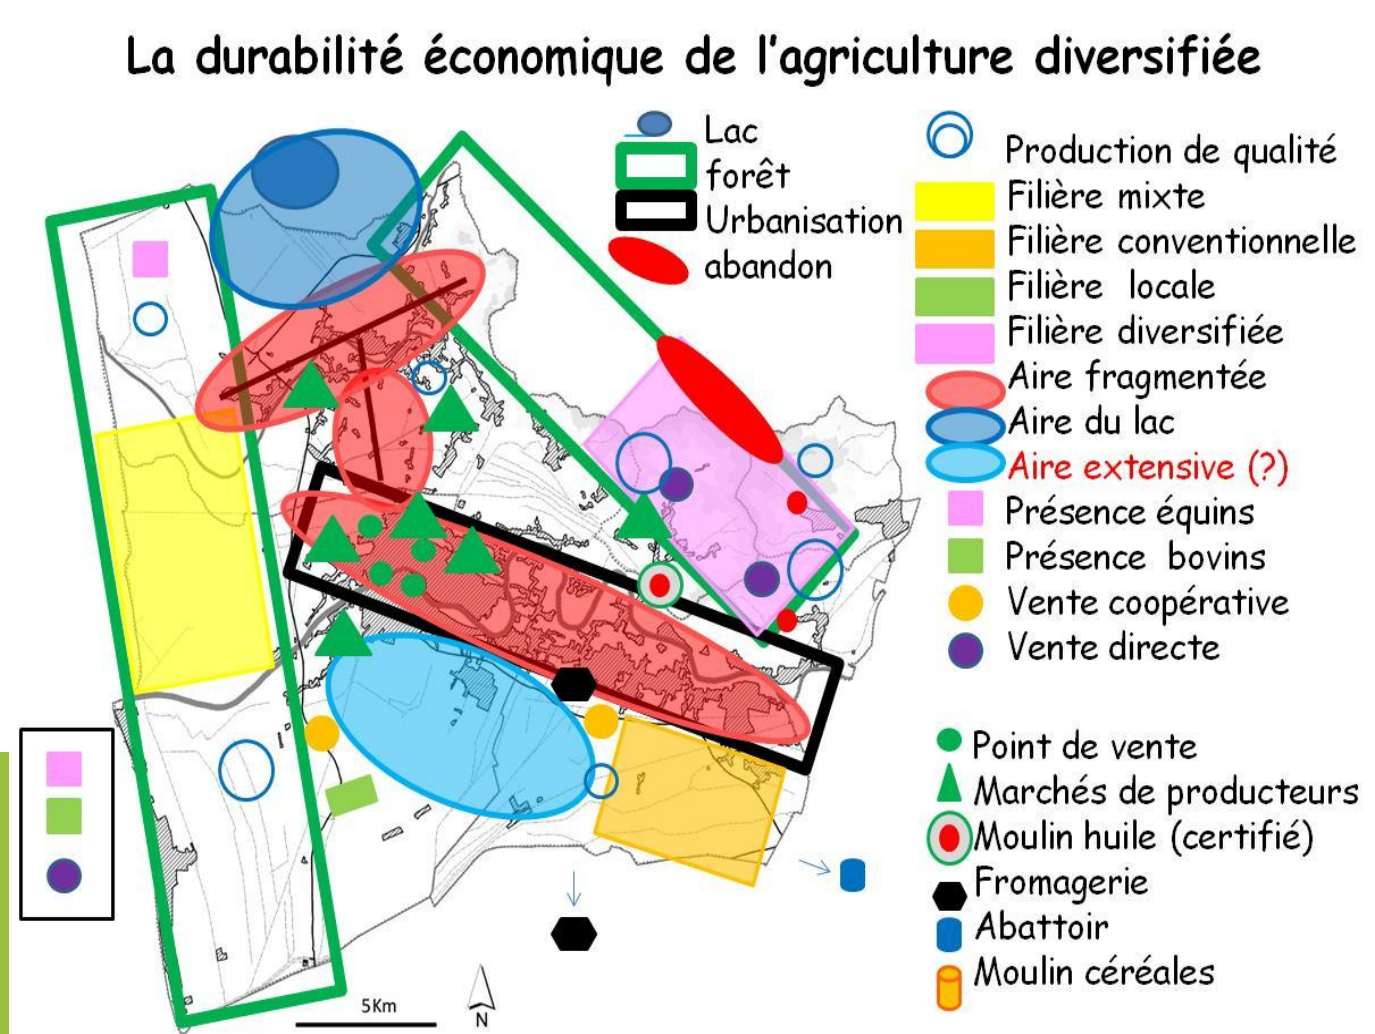 La durabilité économique de l'agriculture diversifiée
Lac
forêt
Urbanisation
abandon
Production de qualité
Filière mixte
Filière conventionnelle
Filière locale
Filière diversifiée
Aire fragmentée
Aire du lac
Aire extensive (?)
Présence équins
Présence bovins
Vente coopérative
Vente directe
Point de vente
Marchés de producteurs
Moulin huile (certifié)
Fromagerie
Abattoir
Moulin céréales
5Km
N